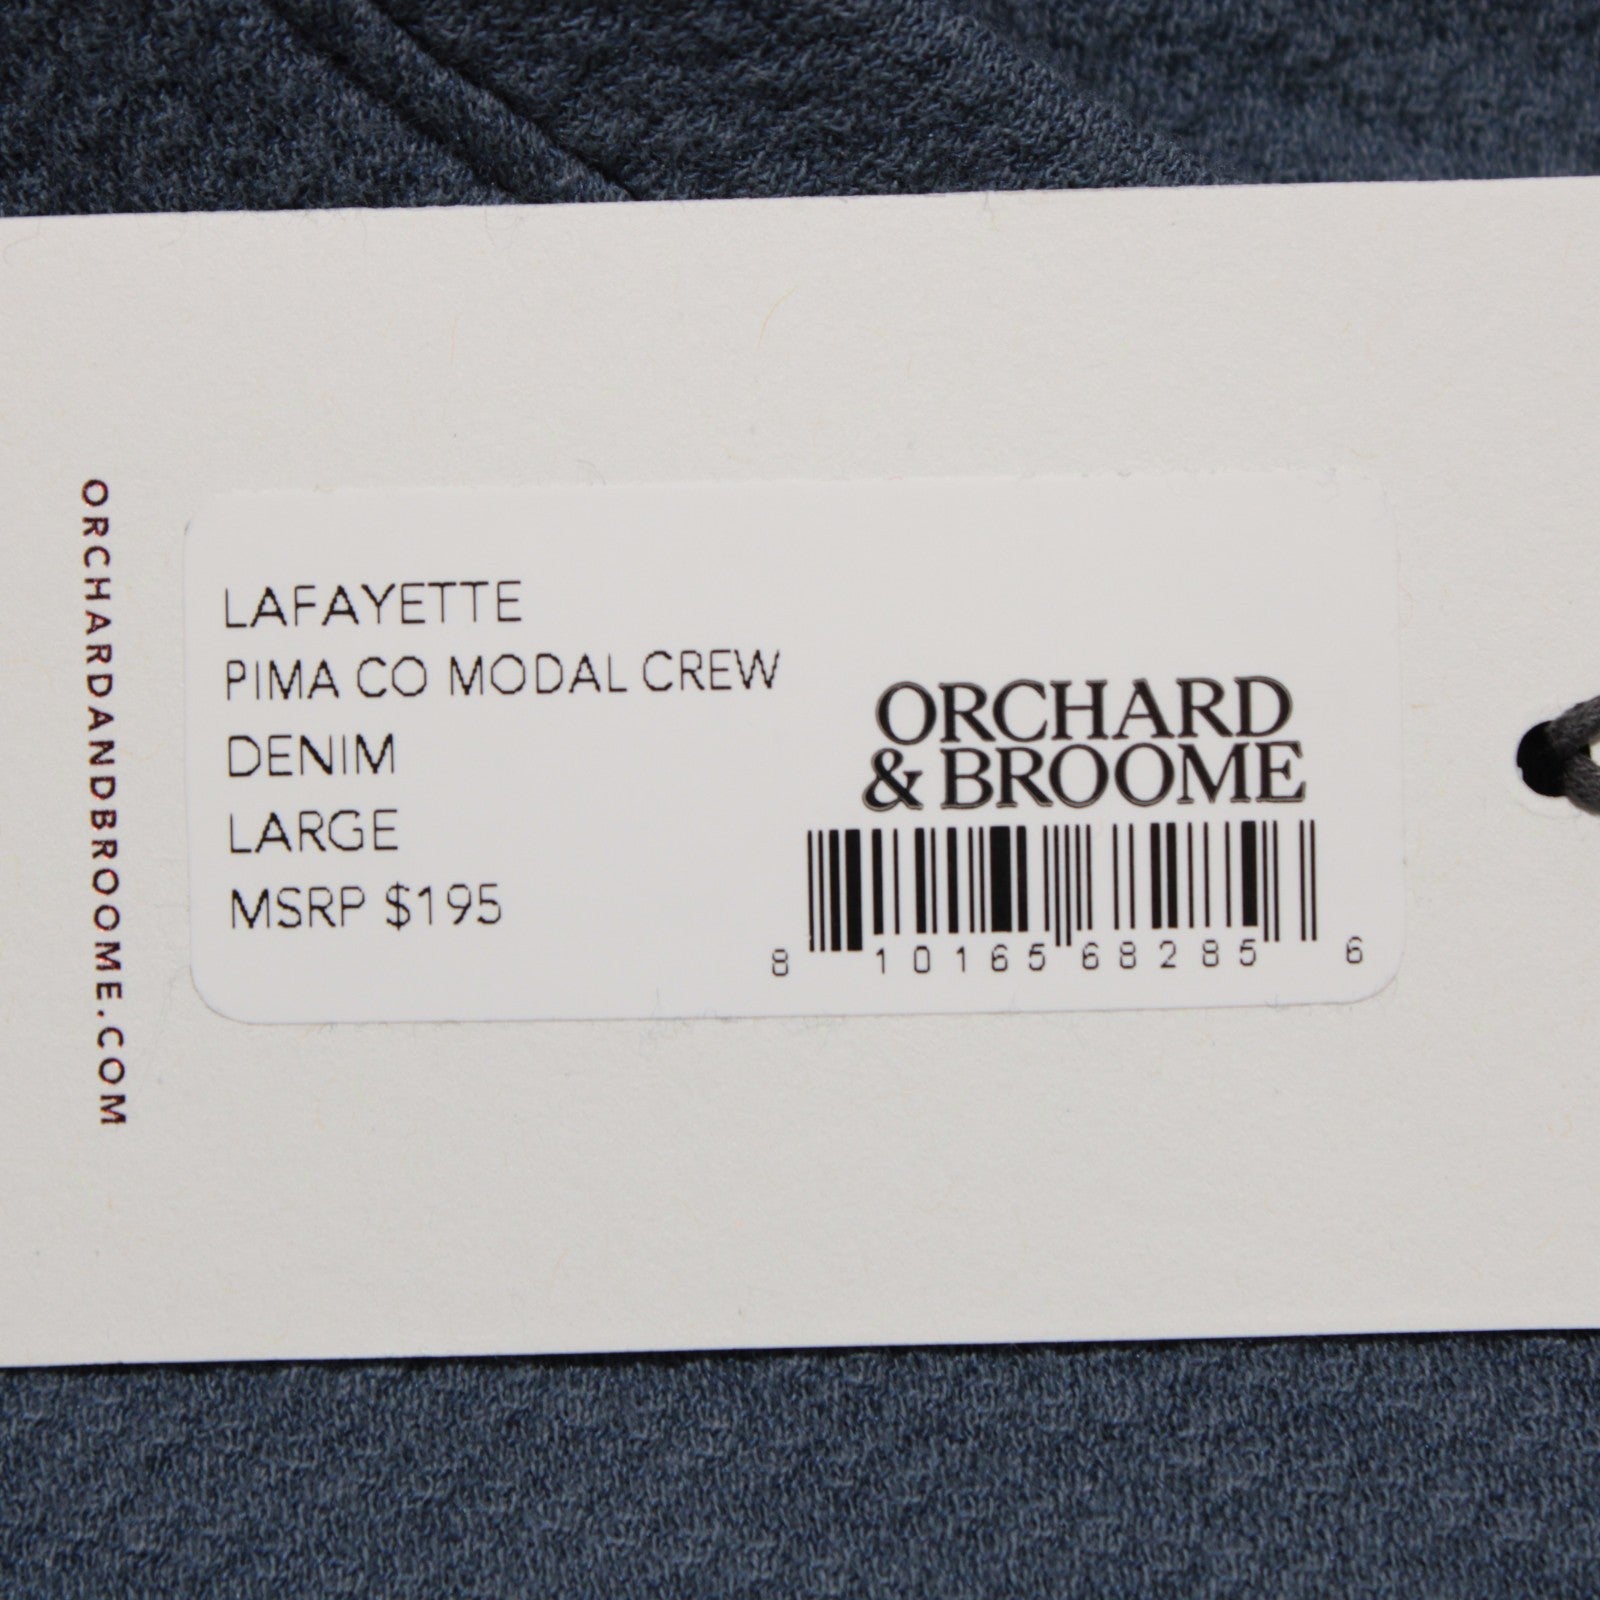 ORCHARDANDBROOME.COM
LAFAYETTE
PIMA CO MODAL CREW
DENIM
LARGE
MSRP $195
ORCHARD
& BROOME
8 10165 68285 6